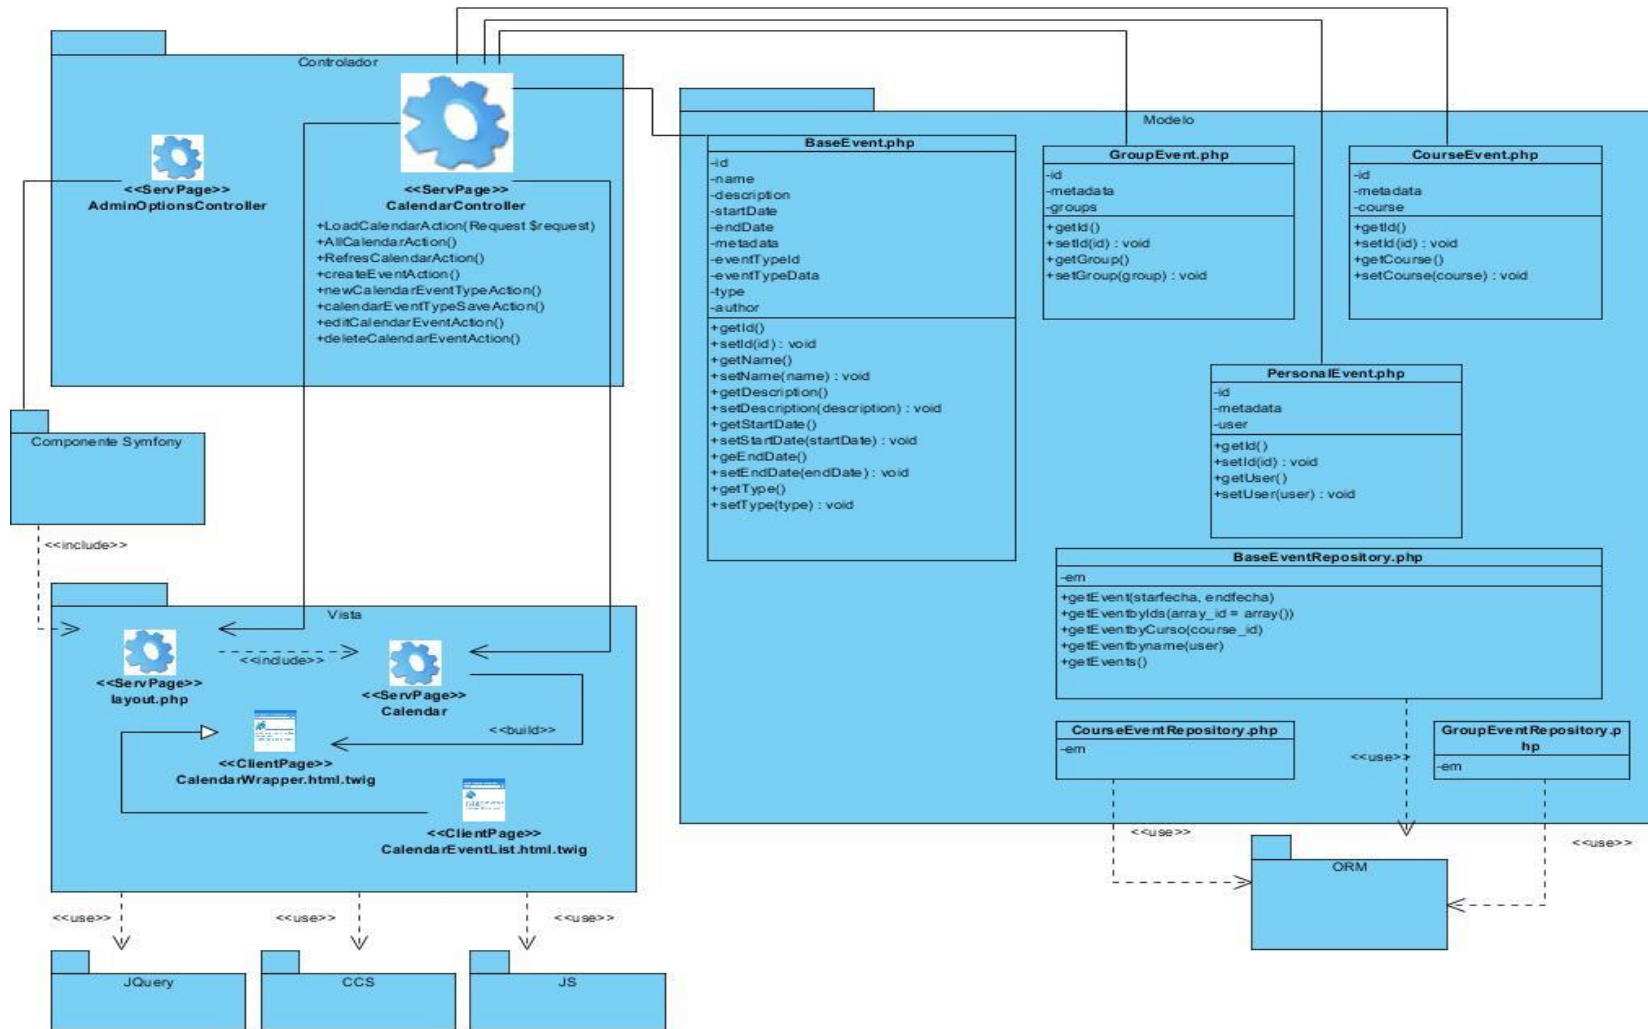 Controlador
<<ServPage>>
AdminOptionsController
<<ServPage>>
CalendarController
+LoadCalendarAction(Request $request)
+AllCalendarAction()
+RefresCalendarAction()
+createEventAction()
+newCalendarEventTypeAction()
+calendarEventTypeSaveAction()
+editCalendarEventAction()
+deleteCalendarEventAction()
Componente Symfony
<<include>>
Vista
<<ServPage>>
layout.php
<<include>>
<<ServPage>>
Calendar
<<build>>
<<ClientPage>>
CalendarWrapper.html.twig
<<ClientPage>>
CalendarEventList.html.twig
<<use>>
<<use>>
<<use>>
JQuery
CCS
JS
Modelo
BaseEvent.php
-id
-name
-description
-startDate
-endDate
-metadata
-eventTypeId
-eventTypeData
-type
-author
+getId()
+setId(id) : void
+getName()
+setName(name) : void
+getDescription()
+setDescription(description) : void
+getStartDate()
+setStartDate(startDate) : void
+geEndDate()
+setEndDate(endDate) : void
+getType()
+setType(type) : void
GroupEvent.php
-id
-metadata
-groups
+getId()
+setId(id) : void
+getGroup()
+setGroup(group) : void
CourseEvent.php
-id
-metadata
-course
+getId()
+setId(id) : void
+getCourse()
+setCourse(course) : void
PersonalEvent.php
-id
-metadata
-user
+getId()
+setId(id) : void
+getUser()
+setUser(user) : void
BaseEventRepository.php
-em
+getEvent(starfecha, endfecha)
+getEventbyIds(array_id = array())
+getEventbyCurso(course_id)
+getEventbyname(user)
+getEvents()
CourseEventRepository.php
-em
<<use>>
GroupEventRepository.p
hp
-em
<<use>>
<<use>>
ORM